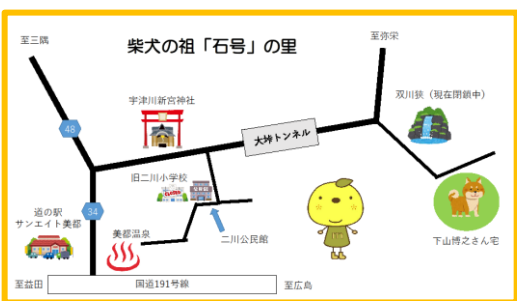 柴犬の祖「石号」の里
至三隅
至弥栄
宇津川新宮神社
双川狭（現在閉鎖中）
48
大峠トンネル
旧二川小学校
CLOSED
34
道の駅
サンエイト美都
美都温泉
二川公民館
下山博之さん宅
至益田
国道191号線
至広島